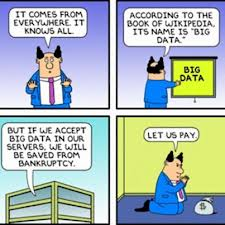 IT COMES FROM
EVERYWHERE. IT
KNOWS ALL.
ACCORDING TO THE
BOOK OF WIKIPEDIA,
ITS NAME IS "BIG
DATA."
BIG
DATA
BUT IF WE ACCEPT
BIG DATA IN OUR
SERVERS, WE WILL
BE SAVED FROM
BANKRUPTCY.
LET US PAY.
$